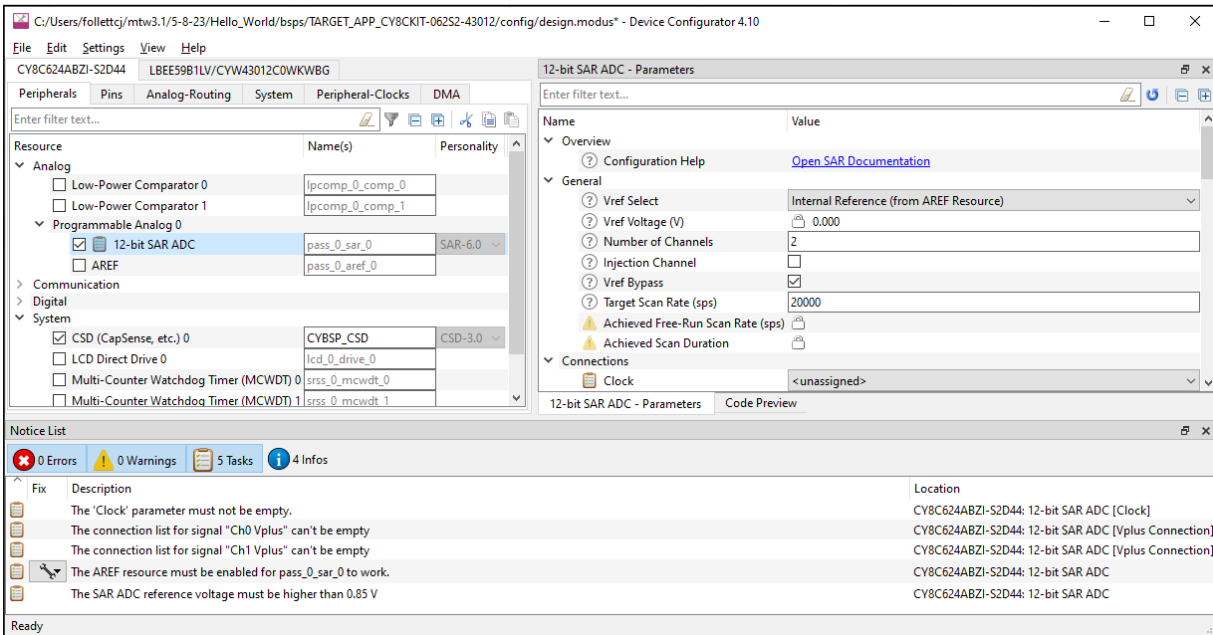 C:/Users/follettcj/mtw3.1/5-8-23/Hello_World/bsps/TARGET_APP_CY8CKIT-062S2-43012/config/design.modus* - Device Configurator 4.10
File Edit Settings View Help
CY8C624ABZI-S2D44 LBEE59B1LV/CYW43012C0WKWBG
Peripherals Pins Analog-Routing System Peripheral-Clocks DMA
Enter filter text...
Resource Name(s) Personality
Analog
Low-Power Comparator 0 lpcomp_0_comp_0
Low-Power Comparator 1 lpcomp_0_comp_1
Programmable Analog 0
12-bit SAR ADC pass_0_sar_0 SAR-6.0
AREF pass_0_aref_0
Communication
Digital
System
CSD (CapSense, etc.) 0 CYBSP_CSD CSD-3.0
LCD Direct Drive 0 lcd_0_drive_0
Multi-Counter Watchdog Timer (MCWDT) 0 srss_0_mcwdt_0
Multi-Counter Watchdog Timer (MCWDT) 1 srss_0_mcwdt_1
12-bit SAR ADC - Parameters
Enter filter text...
Name Value
Overview
Configuration Help Open SAR Documentation
General
Vref Select Internal Reference (from AREF Resource)
Vref Voltage (V) 0.000
Number of Channels 2
Injection Channel
Vref Bypass
Target Scan Rate (sps) 20000
Achieved Free-Run Scan Rate (sps)
Achieved Scan Duration
Connections
Clock <unassigned>
12-bit SAR ADC - Parameters Code Preview
Notice List
0 Errors 0 Warnings 5 Tasks 4 Infos
Fix Description Location
The 'Clock' parameter must not be empty. CY8C624ABZI-S2D44: 12-bit SAR ADC [Clock]
The connection list for signal "Ch0 Vplus" can't be empty CY8C624ABZI-S2D44: 12-bit SAR ADC [Vplus Connection]
The connection list for signal "Ch1 Vplus" can't be empty CY8C624ABZI-S2D44: 12-bit SAR ADC [Vplus Connection]
The AREF resource must be enabled for pass_0_sar_0 to work. CY8C624ABZI-S2D44: 12-bit SAR ADC
The SAR ADC reference voltage must be higher than 0.85 V CY8C624ABZI-S2D44: 12-bit SAR ADC
Ready